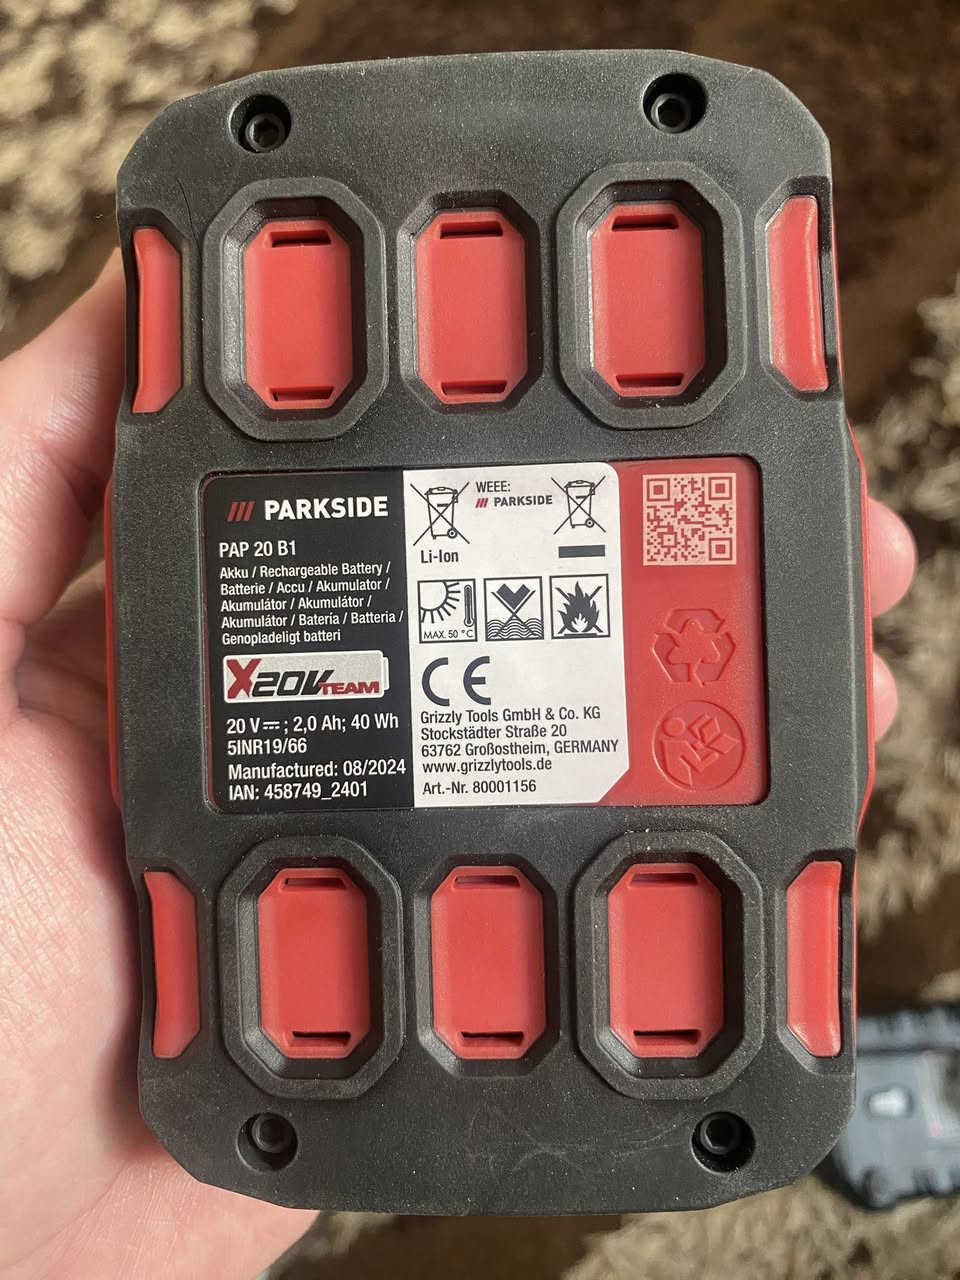 PARKSIDE
PAP 20 B1
Akku / Rechargeable Battery /
Batterie / Accu / Akumulator /
Akumulátor / Akumulátor /
Akumulátor / Batería / Batteria /
Genopladeligt batteri
X20V TEAM
20 V⎓; 2,0 Ah; 40 Wh
5INR19/66
Manufactured: 08/2024
IAN: 458749_2401
WEEE:
PARKSIDE
Li-Ion
MAX. 50 °C
CE
Grizzly Tools GmbH & Co. KG
Stockstädter Straße 20
63762 Großostheim, GERMANY
www.grizzlytools.de
Art.-Nr. 80001156